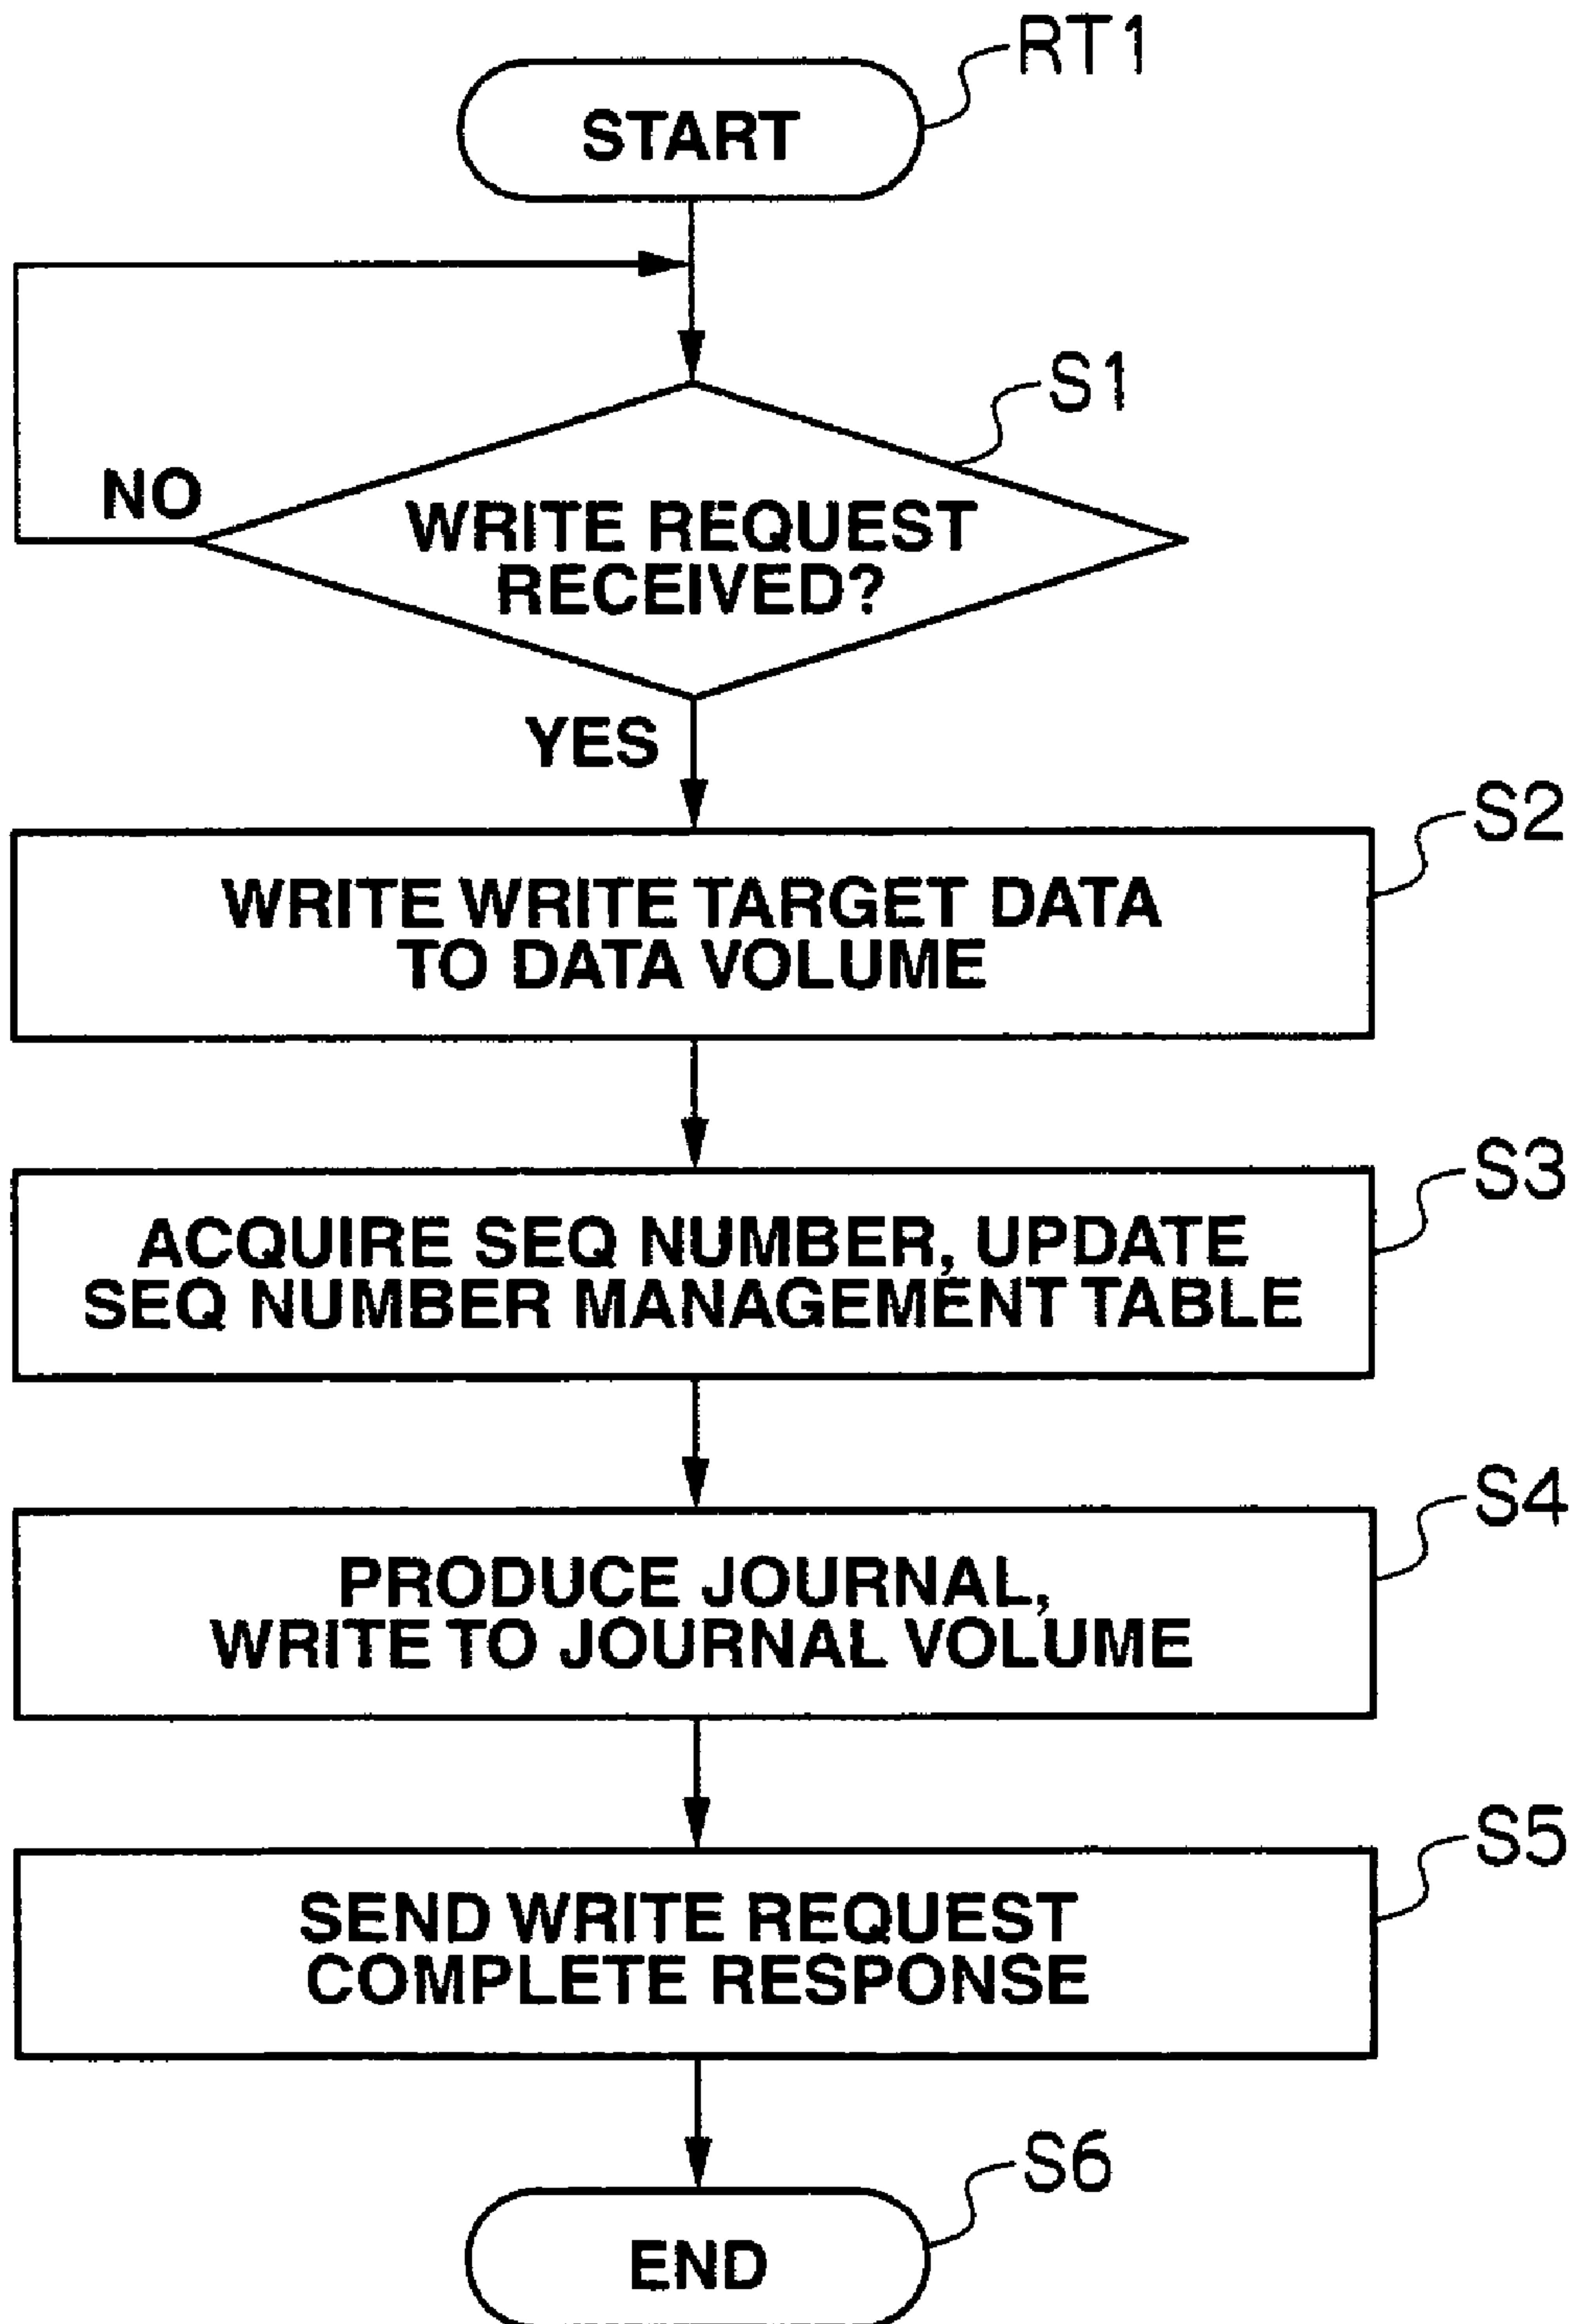 RT1
START
S1
NO
WRITE REQUEST
RECEIVED?
YES
S2
WRITE WRITE TARGET DATA
TO DATA VOLUME
S3
ACQUIRE SEQ NUMBER, UPDATE
SEQ NUMBER MANAGEMENT TABLE
S4
PRODUCE JOURNAL,
WRITE TO JOURNAL VOLUME
S5
SEND WRITE REQUEST
COMPLETE RESPONSE
S6
END